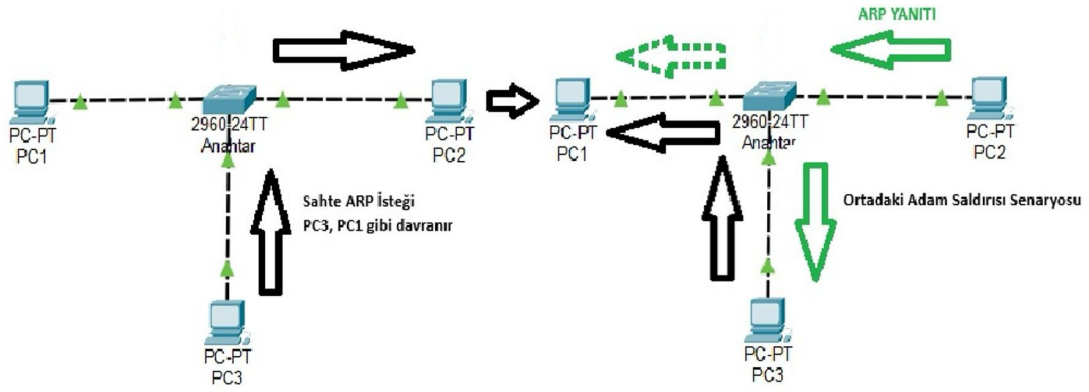 ARP YANITI
PC-PT
PC1
2960-24TT
Anahtar
PC-PT
PC2
PC-PT
PC1
2960-24TT
Anahtar
PC-PT
PC2
Sahte ARP İsteği
PC3, PC1 gibi davranır
Ortadaki Adam Saldırısı Senaryosu
PC-PT
PC3
PC-PT
PC3